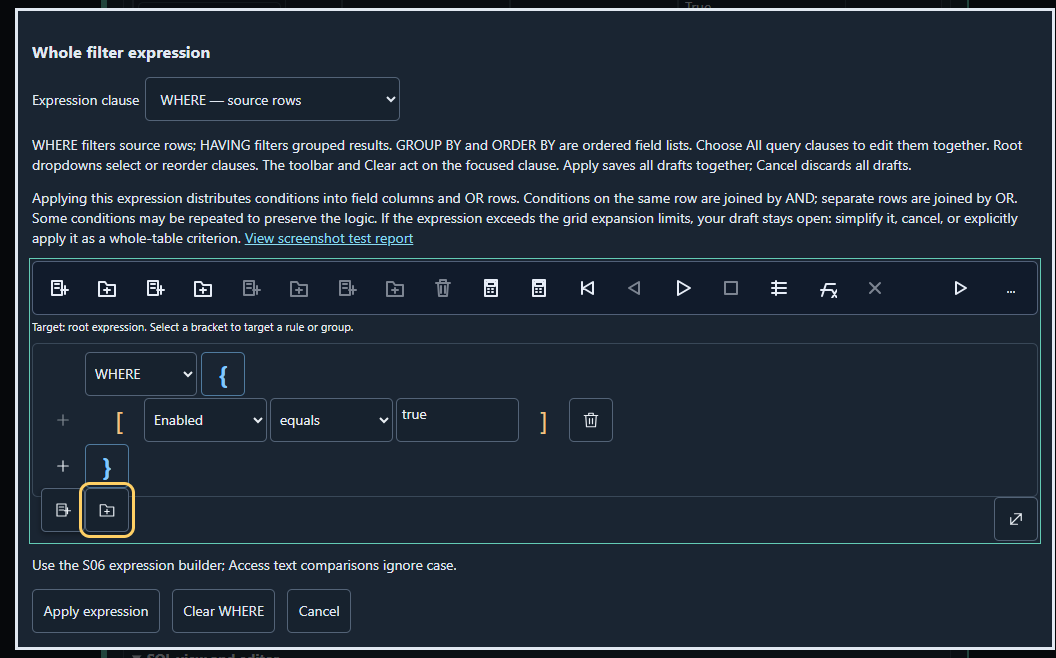 True
Whole filter expression
Expression clause WHERE — source rows
WHERE filters source rows; HAVING filters grouped results. GROUP BY and ORDER BY are ordered field lists. Choose All query clauses to edit them together. Root
dropdowns select or reorder clauses. The toolbar and Clear act on the focused clause. Apply saves all drafts together; Cancel discards all drafts.
Applying this expression distributes conditions into field columns and OR rows. Conditions on the same row are joined by AND; separate rows are joined by OR.
Some conditions may be repeated to preserve the logic. If the expression exceeds the grid expansion limits, your draft stays open: simplify it, cancel, or explicitly
apply it as a whole-table criterion. View screenshot test report
...
Target: root expression. Select a bracket to target a rule or group.
WHERE {
+ [ Enabled equals true ]
+ }
Use the S06 expression builder; Access text comparisons ignore case.
Apply expression Clear WHERE Cancel
SQL view and editor